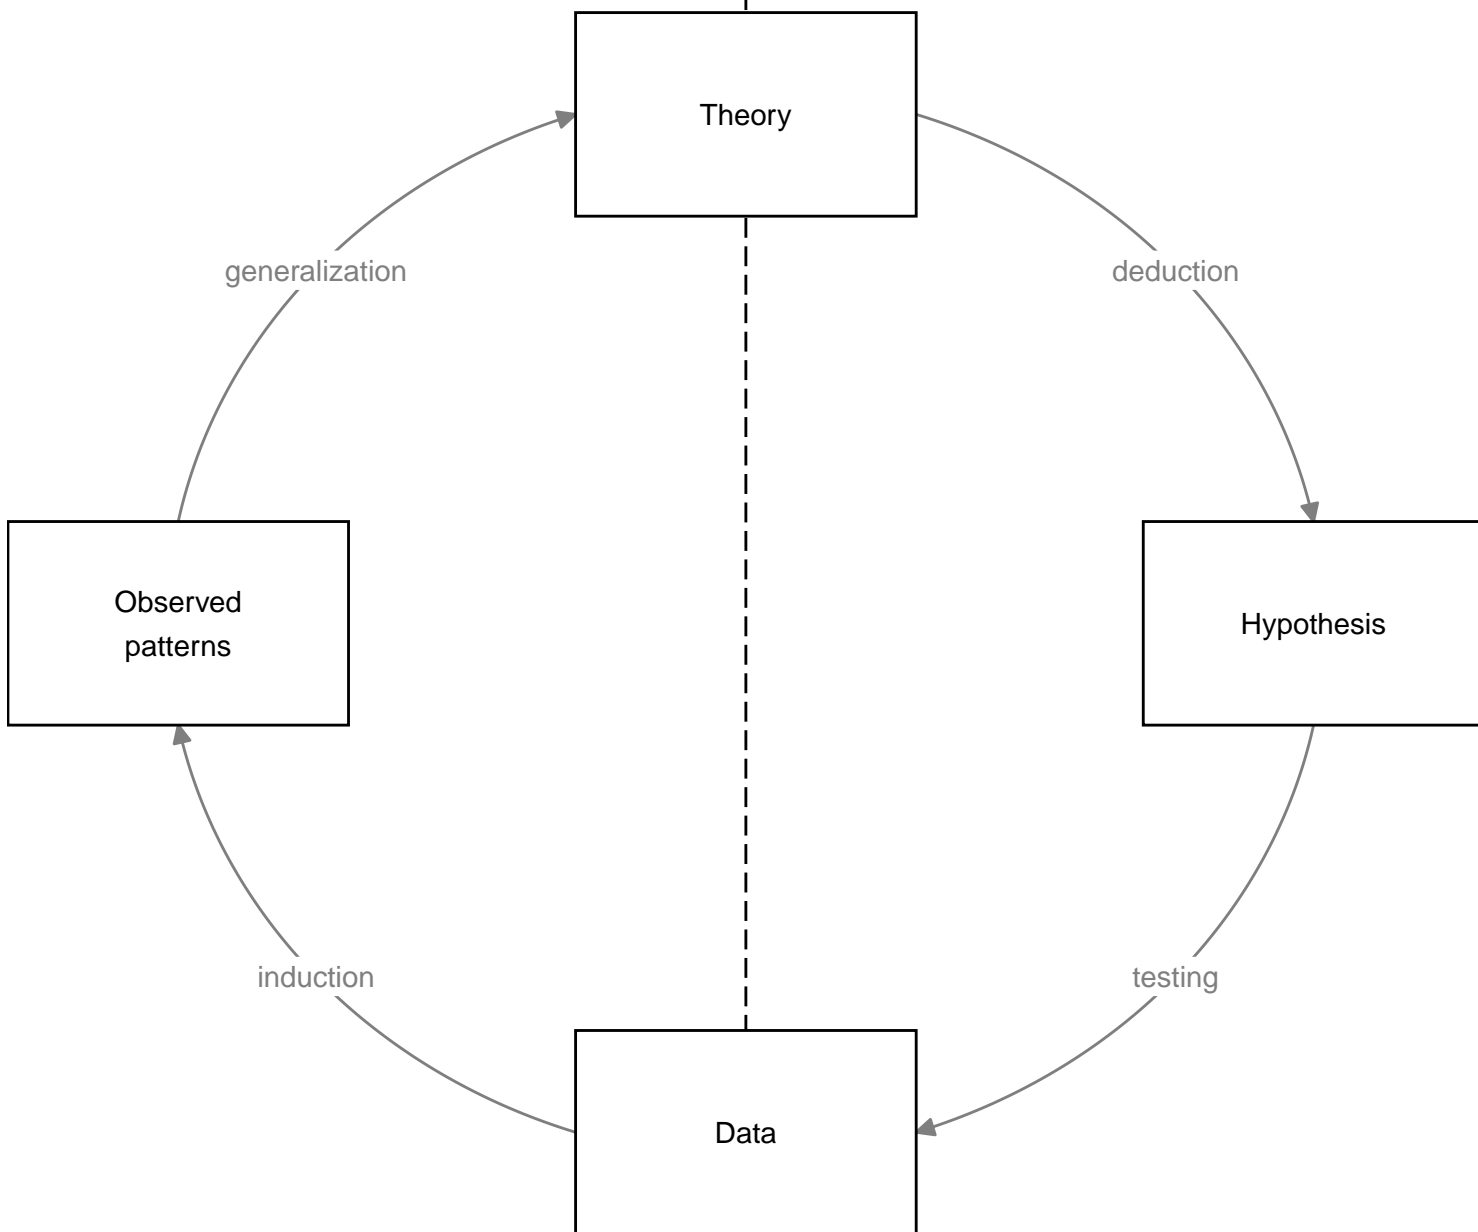 Theory
generalization
deduction
Observed
patterns
Hypothesis
induction
testing
Data